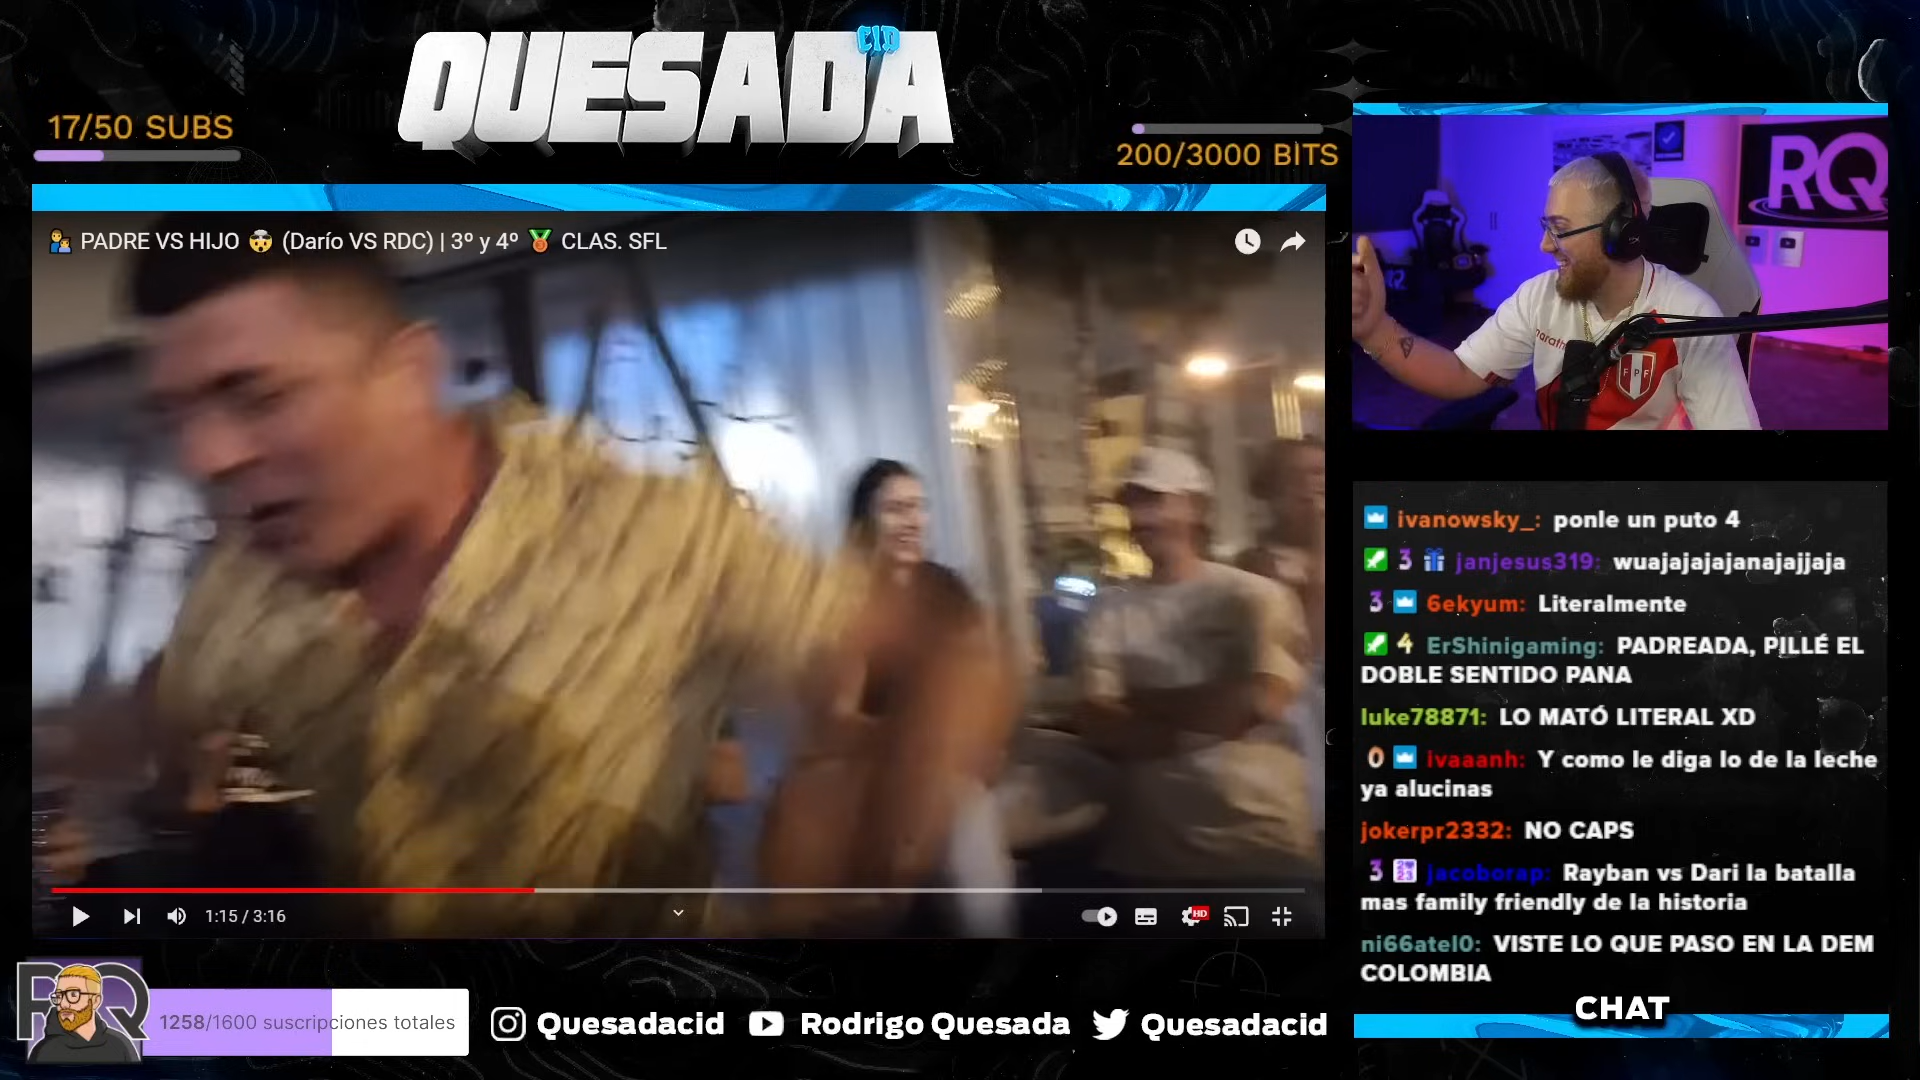 QUESADA
CID
17/50 SUBS
200/3000 BITS
PADRE VS HIJO 🤯 (Darío VS RDC) | 3º y 4º 🥉 CLAS. SFL
RQ
FPF
ivanowsky_: ponle un puto 4
3 janjesus319: wuajajajajanajajjaja
3 6ekyum: Literalmente
4 ErShinigaming: PADREADA, PILLÉ EL
DOBLE SENTIDO PANA
luke78871: LO MATÓ LITERAL XD
0 ivaaanh: Y como le diga lo de la leche
ya alucinas
jokerpr2332: NO CAPS
3 jacoborap: Rayban vs Dari la batalla
mas family friendly de la historia
ni66atel0: VISTE LO QUE PASO EN LA DEM
COLOMBIA
CHAT
1:15 / 3:16
HD
RQ
1258/1600 suscripciones totales
Quesadacid
Rodrigo Quesada
Quesadacid